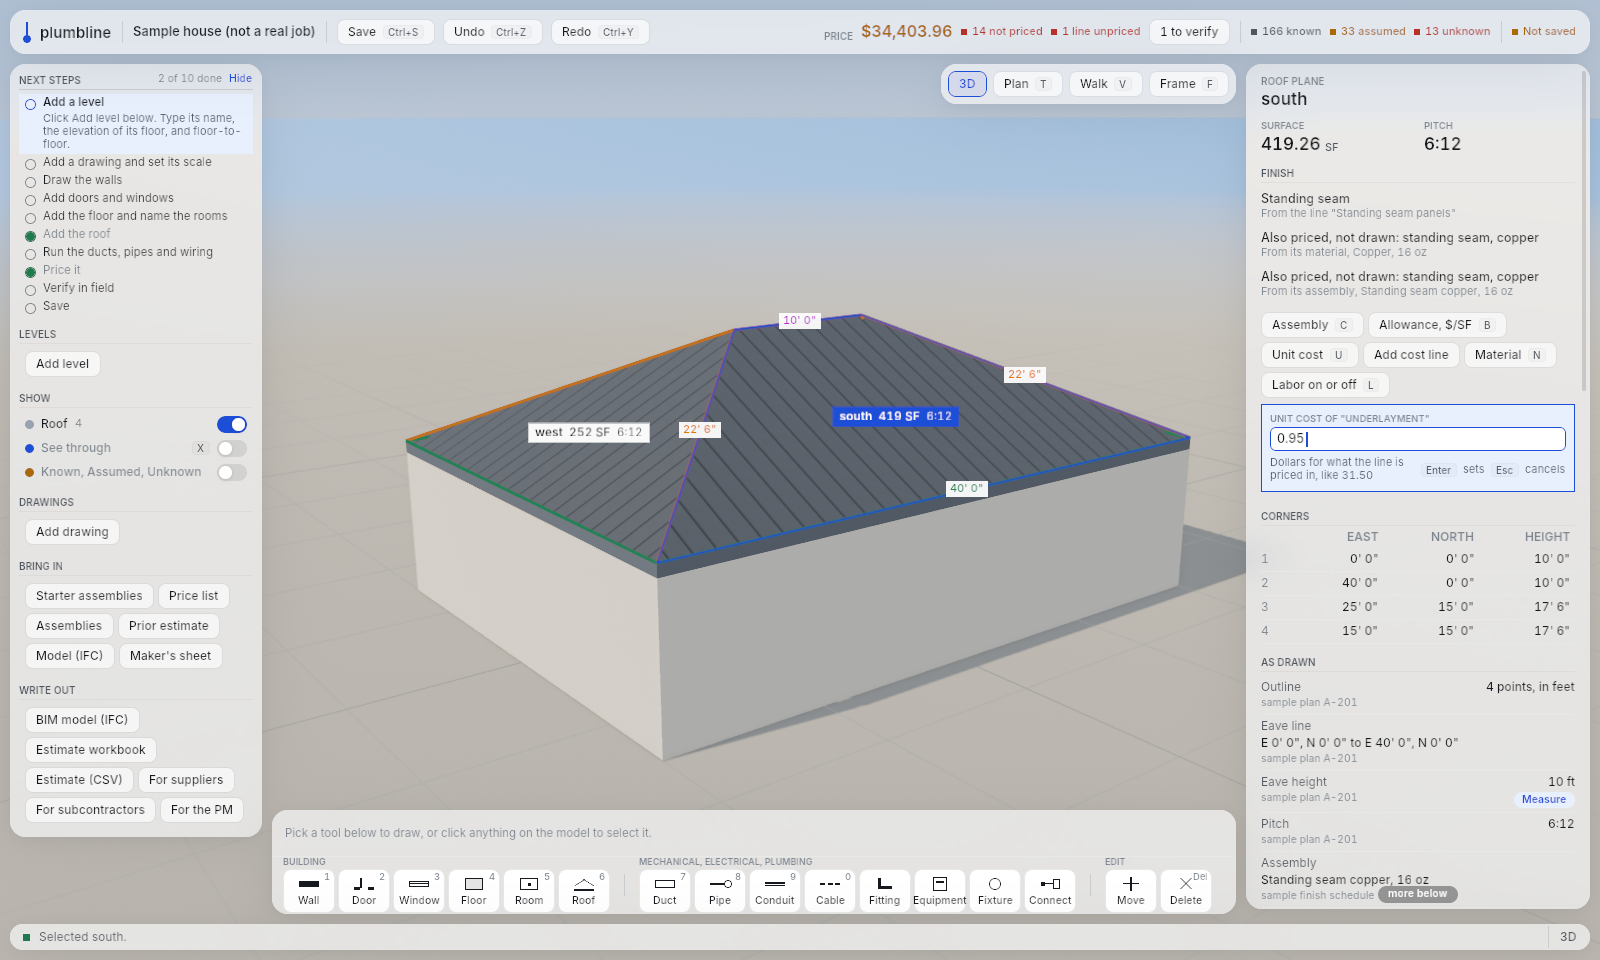 plumbline
Sample house (not a real job)
Save Ctrl+S
Undo Ctrl+Z
Redo Ctrl+Y
PRICE $34,403.96
14 not priced
1 line unpriced
1 to verify
166 known
33 assumed
13 unknown
Not saved
NEXT STEPS 2 of 10 done Hide
Add a level
Click Add level below. Type its name,
the elevation of its floor, and floor-to-
floor.
Add a drawing and set its scale
Draw the walls
Add doors and windows
Add the floor and name the rooms
Add the roof
Run the ducts, pipes and wiring
Price it
Verify in field
Save
LEVELS
Add level
SHOW
Roof 4
See through X
Known, Assumed, Unknown
DRAWINGS
Add drawing
BRING IN
Starter assemblies Price list
Assemblies Prior estimate
Model (IFC) Maker's sheet
WRITE OUT
BIM model (IFC)
Estimate workbook
Estimate (CSV) For suppliers
For subcontractors For the PM
3D
Plan T
Walk V
Frame F
10' 0"
22' 6"
south 419 SF 6:12
west 252 SF 6:12
22' 6"
40' 0"
Pick a tool below to draw, or click anything on the model to select it.
BUILDING
1 Wall
2 Door
3 Window
4 Floor
5 Room
6 Roof
MECHANICAL, ELECTRICAL, PLUMBING
7 Duct
8 Pipe
9 Conduit
0 Cable
Fitting
Equipment
Fixture
Connect
EDIT
Move
Del Delete
ROOF PLANE
south
SURFACE PITCH
419.26 SF 6:12
FINISH
Standing seam
From the line "Standing seam panels"
Also priced, not drawn: standing seam, copper
From its material, Copper, 16 oz
Also priced, not drawn: standing seam, copper
From its assembly, Standing seam copper, 16 oz
Assembly C Allowance, $/SF B
Unit cost U Add cost line Material N
Labor on or off L
UNIT COST OF "UNDERLAYMENT"
0.95
Dollars for what the line is
priced in, like 31.50
Enter sets Esc cancels
CORNERS
EAST NORTH HEIGHT
1 0' 0" 0' 0" 10' 0"
2 40' 0" 0' 0" 10' 0"
3 25' 0" 15' 0" 17' 6"
4 15' 0" 15' 0" 17' 6"
AS DRAWN
Outline 4 points, in feet
sample plan A-201
Eave line
E 0' 0", N 0' 0" to E 40' 0", N 0' 0"
sample plan A-201
Eave height 10 ft
sample plan A-201 Measure
Pitch 6:12
sample plan A-201
Assembly
Standing seam copper, 16 oz
sample finish schedule more below
Selected south.
3D